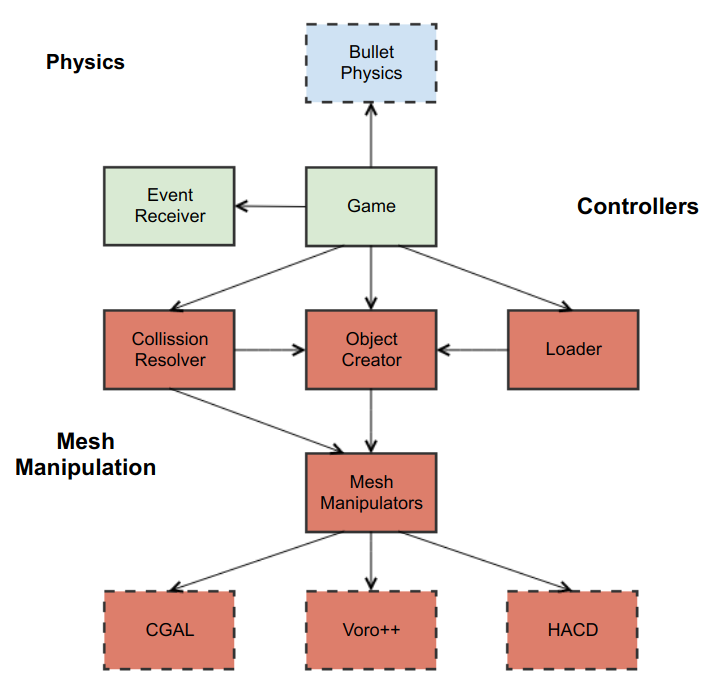 Physics
Bullet
Physics
Event
Receiver
Game
Controllers
Collission
Resolver
Object
Creator
Loader
Mesh
Manipulation
Mesh
Manipulators
CGAL
Voro++
HACD